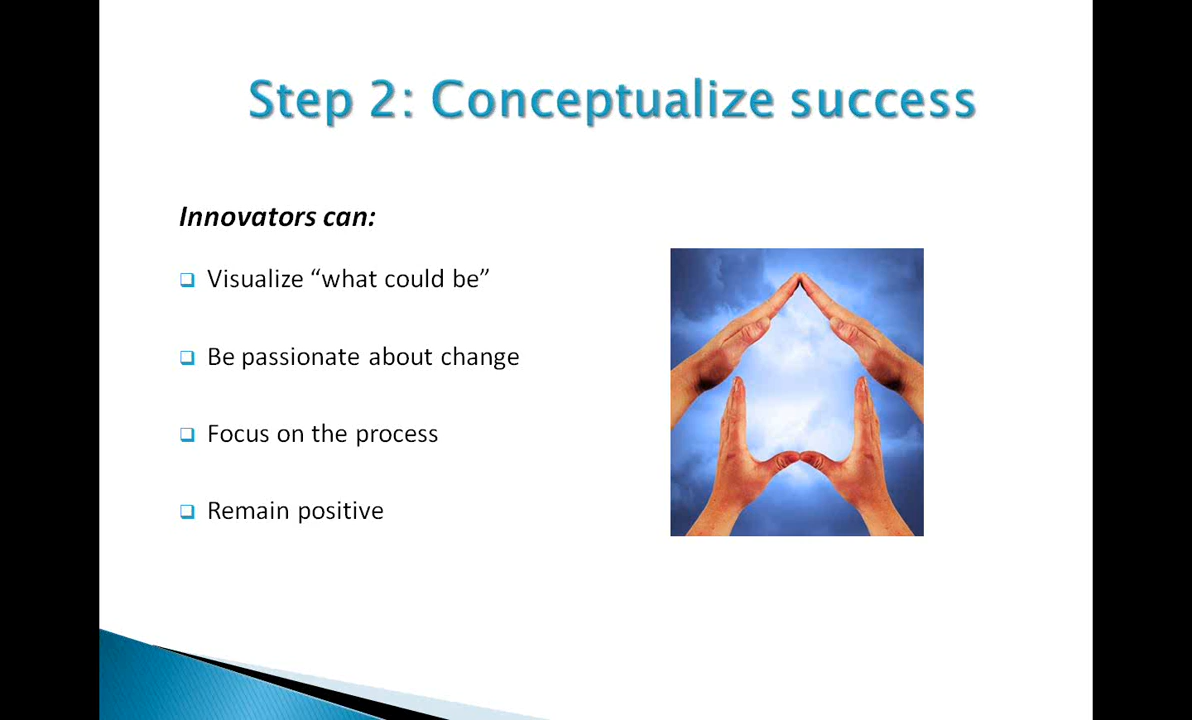 Step 2: Conceptualize success
Innovators can:
Visualize “what could be”
Be passionate about change
Focus on the process
Remain positive